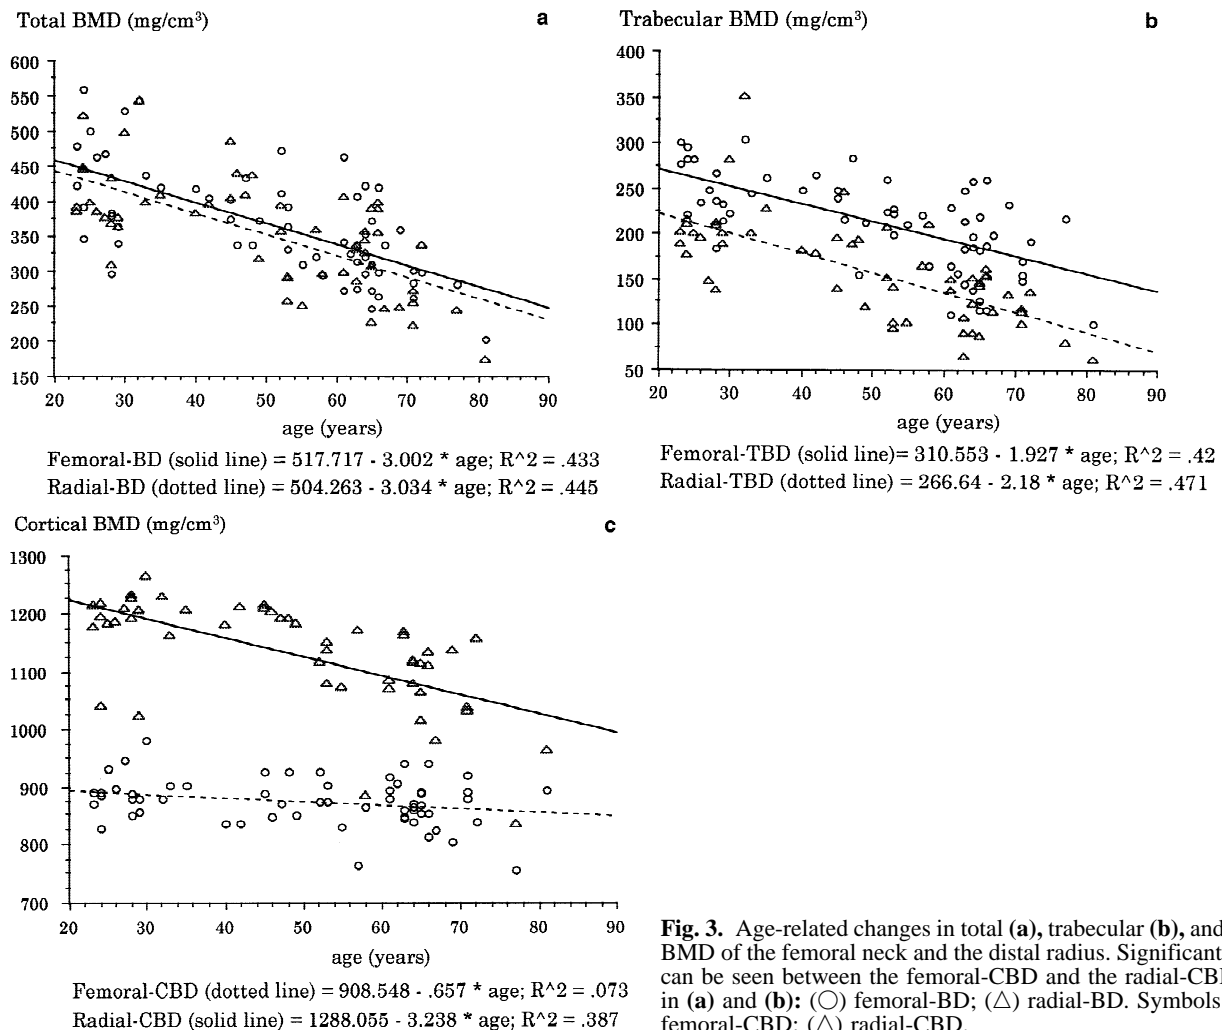 Total BMD (mg/cm³)
a
600
550
500
450
400
350
300
250
200
150
20 30 40 50 60 70 80 90
age (years)
Femoral-BD (solid line) = 517.717 - 3.002 * age; R^2 = .433
Radial-BD (dotted line) = 504.263 - 3.034 * age; R^2 = .445
Trabecular BMD (mg/cm³)
b
400
350
300
250
200
150
100
50
20 30 40 50 60 70 80 90
age (years)
Femoral-TBD (solid line)= 310.553 - 1.927 * age; R^2 = .42
Radial-TBD (dotted line) = 266.64 - 2.18 * age; R^2 = .471
Cortical BMD (mg/cm³)
c
1300
1200
1100
1000
900
800
700
20 30 40 50 60 70 80 90
age (years)
Femoral-CBD (dotted line) = 908.548 - .657 * age; R^2 = .073
Radial-CBD (solid line) = 1288.055 - 3.238 * age; R^2 = .387
Fig. 3. Age-related changes in total (a), trabecular (b), and
BMD of the femoral neck and the distal radius. Significant
can be seen between the femoral-CBD and the radial-CBD
in (a) and (b): (○) femoral-BD; (△) radial-BD. Symbols
femoral-CBD; (△) radial-CBD.